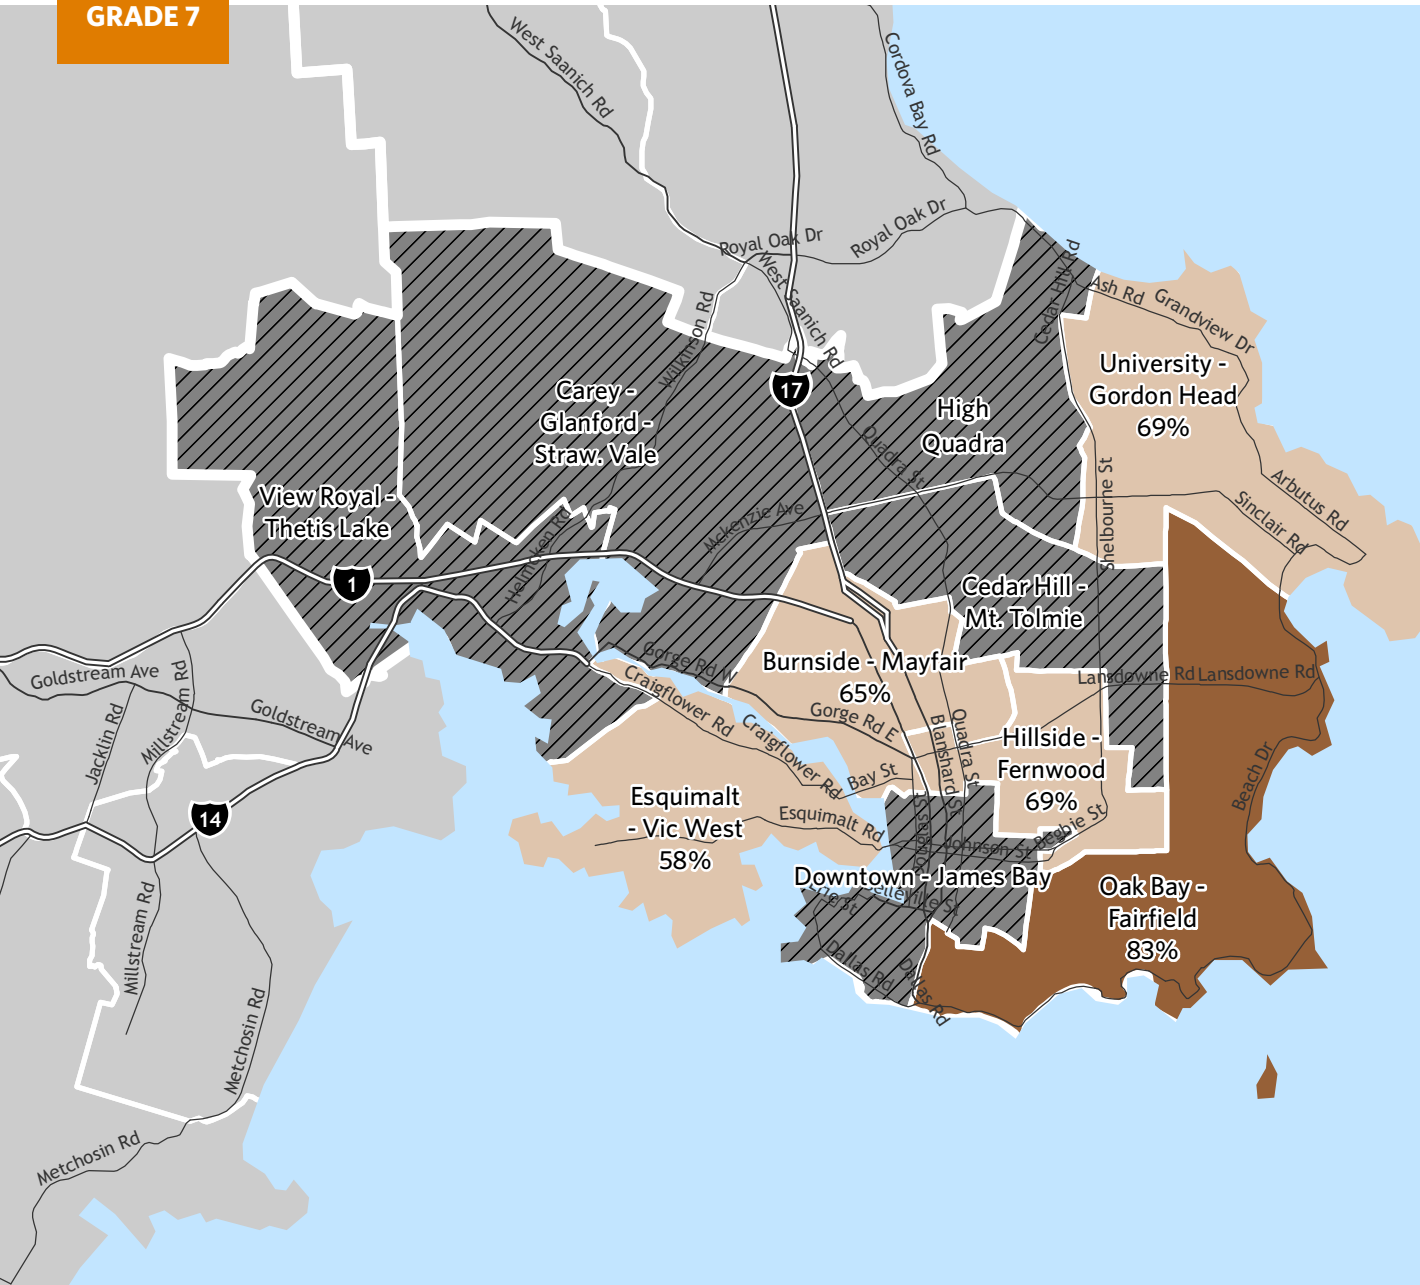 GRADE 7
West Saanich Rd
Cordova Bay Rd
Royal Oak Dr
Royal Oak Dr
West Saanich Rd
Cedar Hill Rd
Ash Rd
Grandview Dr
Wilkinson Rd
17
University -
Gordon Head
69%
Carey -
Glanford -
Straw. Vale
High
Quadra
Quadra St
View Royal -
Thetis Lake
Mckenzie Ave
Helmcken Rd
Shelbourne St
Arbutus Rd
Sinclair Rd
1
Cedar Hill -
Mt. Tolmie
Gorge Rd W
Burnside - Mayfair
65%
Lansdowne Rd
Lansdowne Rd
Goldstream Ave
Goldstream Ave
Jacklin Rd
Millstream Rd
Craigflower Rd
Craigflower Rd
Gorge Rd E
Blanshard St
Quadra St
Hillside -
Fernwood
69%
Beach Dr
Bay St
Esquimalt
- Vic West
58%
Esquimalt Rd
14
Johnson St
Begbie St
Downtown - James Bay
Erie St
Belleville St
Oak Bay -
Fairfield
83%
Dallas Rd
Dallas Rd
Millstream Rd
Metchosin Rd
Metchosin Rd